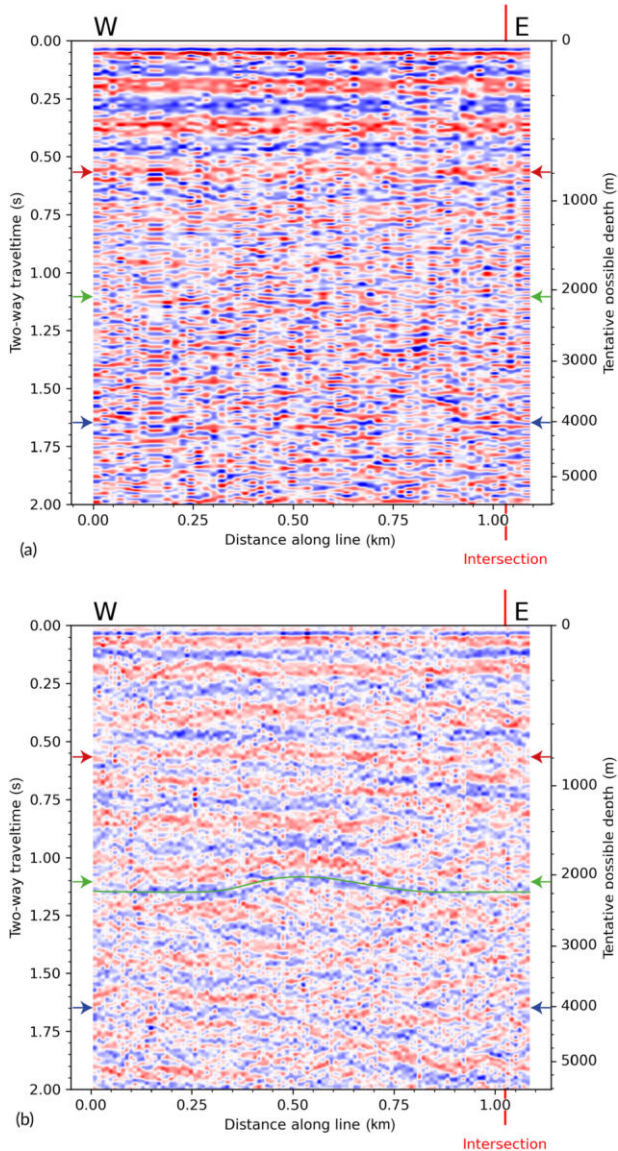 W E
0.00 0
0.25
0.50
0.75 1000
1.00
1.25 2000
1.50 3000
1.75 4000
2.00 5000
Two-way traveltime (s)
Tentative possible depth (m)
0.00 0.25 0.50 0.75 1.00
Distance along line (km)
(a)
Intersection
W E
0.00 0
0.25
0.50
0.75 1000
1.00
1.25 2000
1.50 3000
1.75 4000
2.00 5000
Two-way traveltime (s)
Tentative possible depth (m)
0.00 0.25 0.50 0.75 1.00
Distance along line (km)
(b)
Intersection